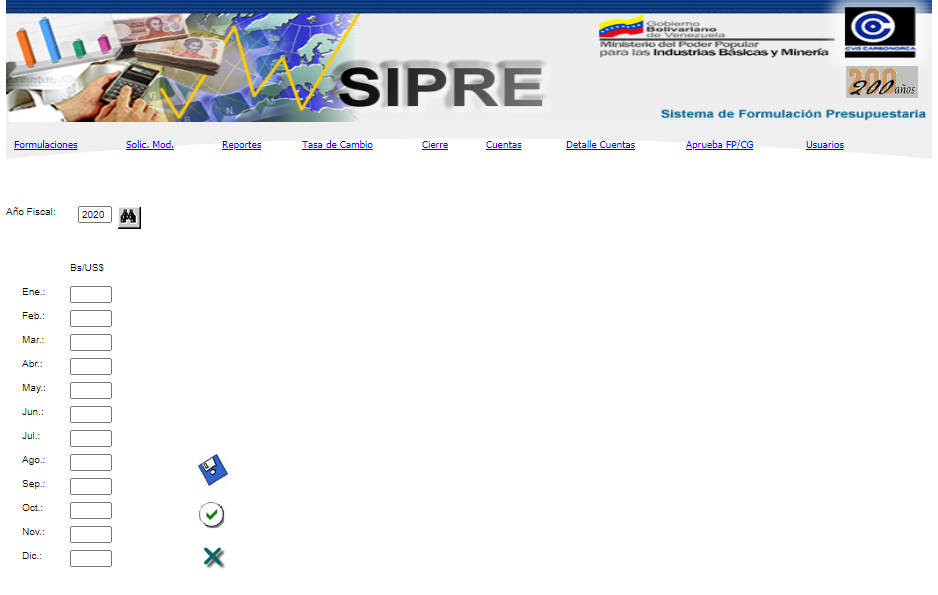 Gobierno
Bolivariano
de Venezuela
Ministerio del Poder Popular
para las Industrias Básicas y Minería
CVG CARBONORCA
SIPRE
200 años
Sistema de Formulación Presupuestaria
Formulaciones Solic. Mod. Reportes Tasa de Cambio Cierre Cuentas Detalle Cuentas Aprueba FP/CG Usuarios
Año Fiscal: 2020
Bs/US$
Ene.:
Feb.:
Mar.:
Abr.:
May.:
Jun.:
Jul.:
Ago.:
Sep.:
Oct.:
Nov.:
Dic.: